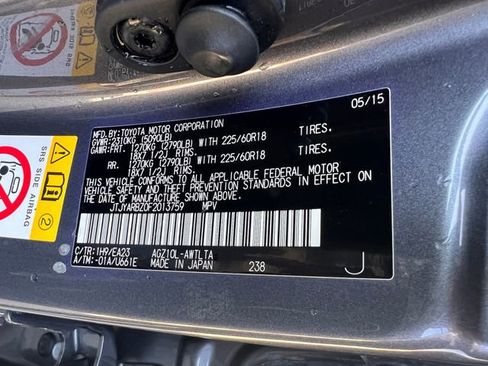 MFD.BY:TOYOTA MOTOR CORPORATION 05/15
GVWR:2310KG (5090LB)
GAWR:FRT. 1270KG (2790LB) WITH 225/60R18 TIRES.
18X7 1/2J RIMS.
RR. 1270KG (2790LB) WITH 225/60R18 TIRES.
18X7 1/2J RIMS.
THIS VEHICLE CONFORMS TO ALL APPLICABLE FEDERAL MOTOR
VEHICLE SAFETY AND THEFT PREVENTION STANDARDS IN EFFECT ON
THE DATE OF MANUFACTURE SHOWN ABOVE.
JTJYARBZ0F2013759 MPV
C/TR:1H9/EA23 AGZ10L-AWTLTA
A/TM:-01A/U661E MADE IN JAPAN 238 J
SRS SIDE AIRBAG